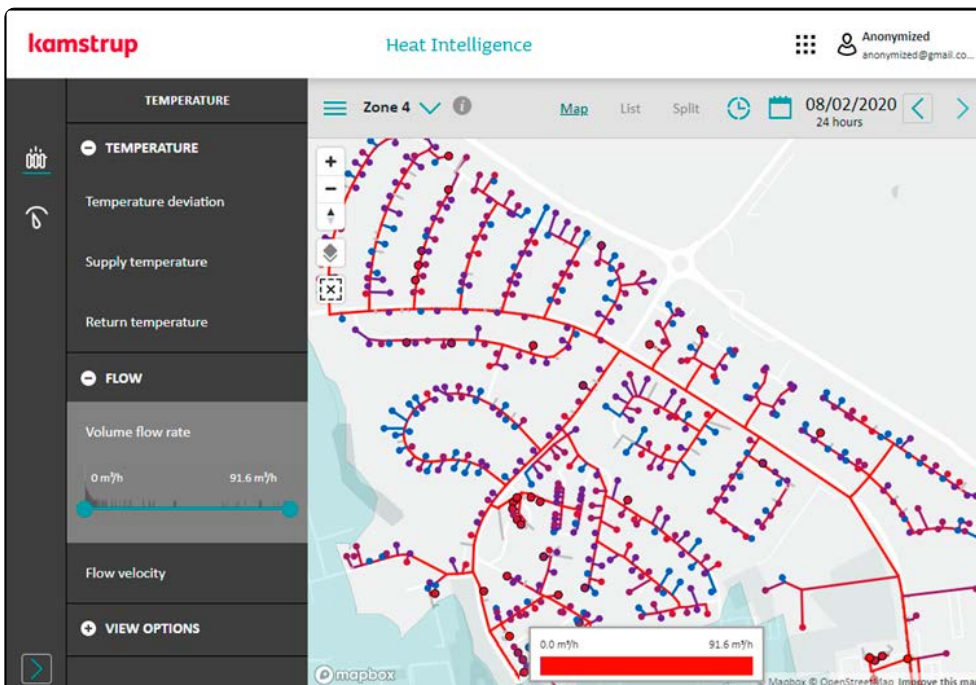 kamstrup
Heat Intelligence
Anonymized
anonymized@gmail.co...
TEMPERATURE
Zone 4
i
Map
List
Split
08/02/2020
24 hours
TEMPERATURE
Temperature deviation
Supply temperature
Return temperature
FLOW
Volume flow rate
0 m³/h
91.6 m³/h
Flow velocity
VIEW OPTIONS
0.0 m³/h
91.6 m³/h
mapbox
Mapbox © OpenStreetMap Improve this map